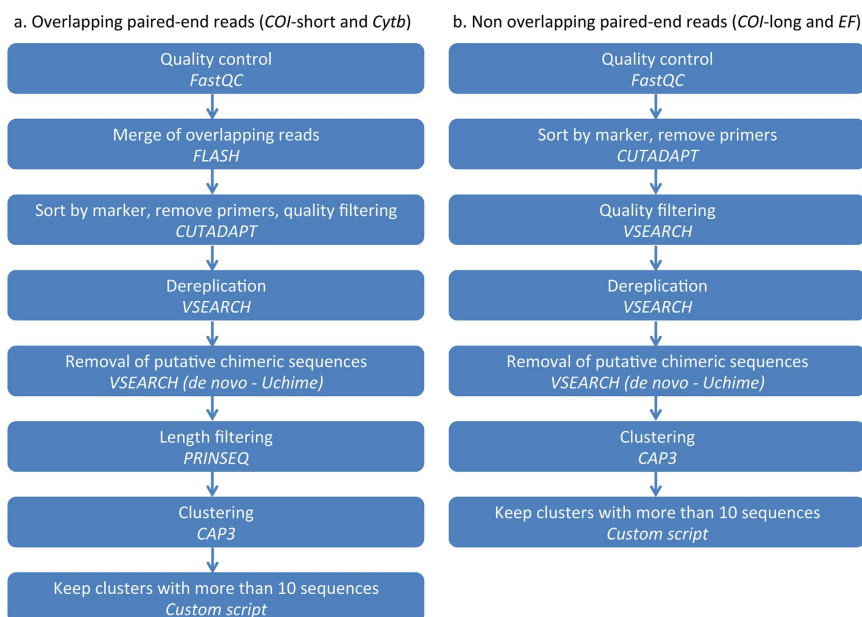 a. Overlapping paired-end reads (COI-short and Cytb)
Quality control
FastQC
Merge of overlapping reads
FLASH
Sort by marker, remove primers, quality filtering
CUTADAPT
Dereplication
VSEARCH
Removal of putative chimeric sequences
VSEARCH (de novo - Uchime)
Length filtering
PRINSEQ
Clustering
CAP3
Keep clusters with more than 10 sequences
Custom script
b. Non overlapping paired-end reads (COI-long and EF)
Quality control
FastQC
Sort by marker, remove primers
CUTADAPT
Quality filtering
VSEARCH
Dereplication
VSEARCH
Removal of putative chimeric sequences
VSEARCH (de novo - Uchime)
Clustering
CAP3
Keep clusters with more than 10 sequences
Custom script